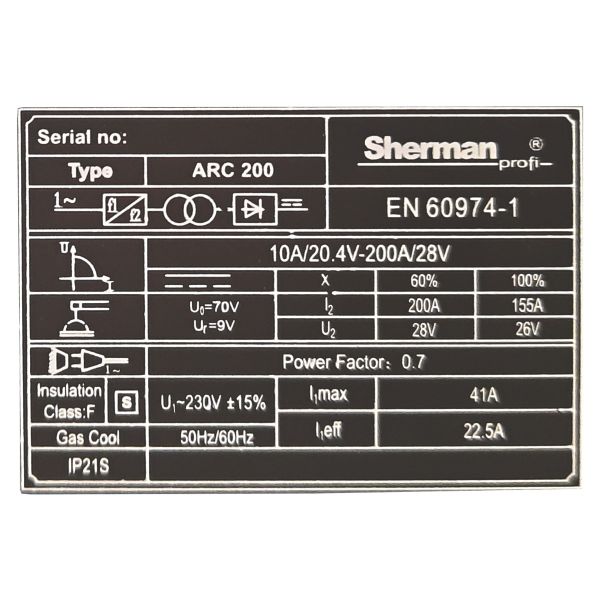 Serial no:
Sherman ®
profi
Type ARC 200
1~ f1 f2
EN 60974-1
U I
10A/20.4V-200A/28V
X 60% 100%
U₀=70V
Uᵣ=9V
I₂ 200A 155A
U₂ 28V 26V
1~
Power Factor: 0.7
Insulation
Class:F
S
U₁~230V ±15%
I₁max 41A
Gas Cool 50Hz/60Hz I₁eff 22.5A
IP21S